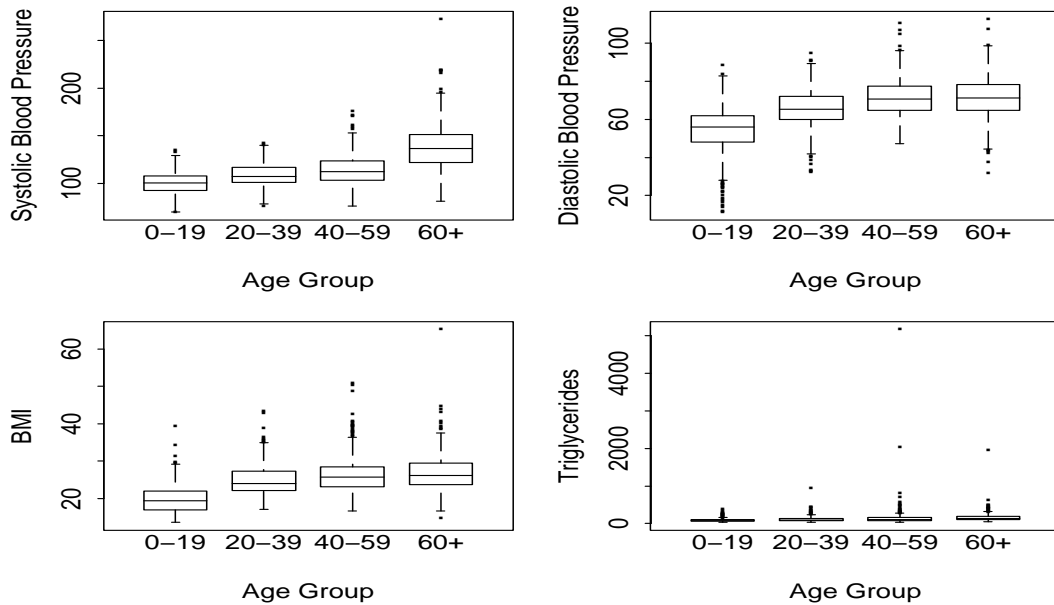 Systolic Blood Pressure
100
200
0–19 20–39 40–59 60+
Age Group
Diastolic Blood Pressure
20
60
100
0–19 20–39 40–59 60+
Age Group
BMI
20
40
60
0–19 20–39 40–59 60+
Age Group
Triglycerides
0
2000
4000
0–19 20–39 40–59 60+
Age Group